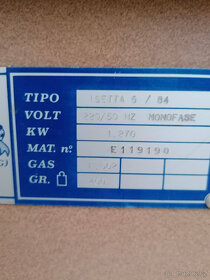 TIPO ISETTA 6 / 84
VOLT 220/50 HZ MONOFASE
KW 1,270
MAT. n.º E119190
GAS
GR.
G)